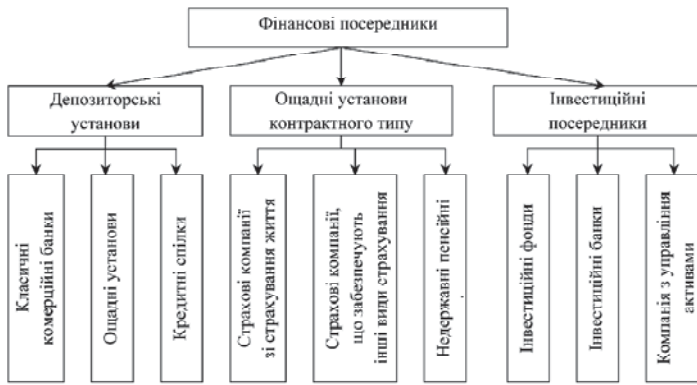 Фінансові посередники
Депозиторські
установи
Ощадні установи
контрактного типу
Інвестиційні
посередники
Класичні
комерційні банки
Ощадні установи
Кредитні спілки
Страхові компанії
зі страхування життя
Страхові компанії,
що забезпечують
інші види страхування
Недержавні пенсійні
Інвестиційні фонди
Інвестиційні банки
Компанія з управління
активами